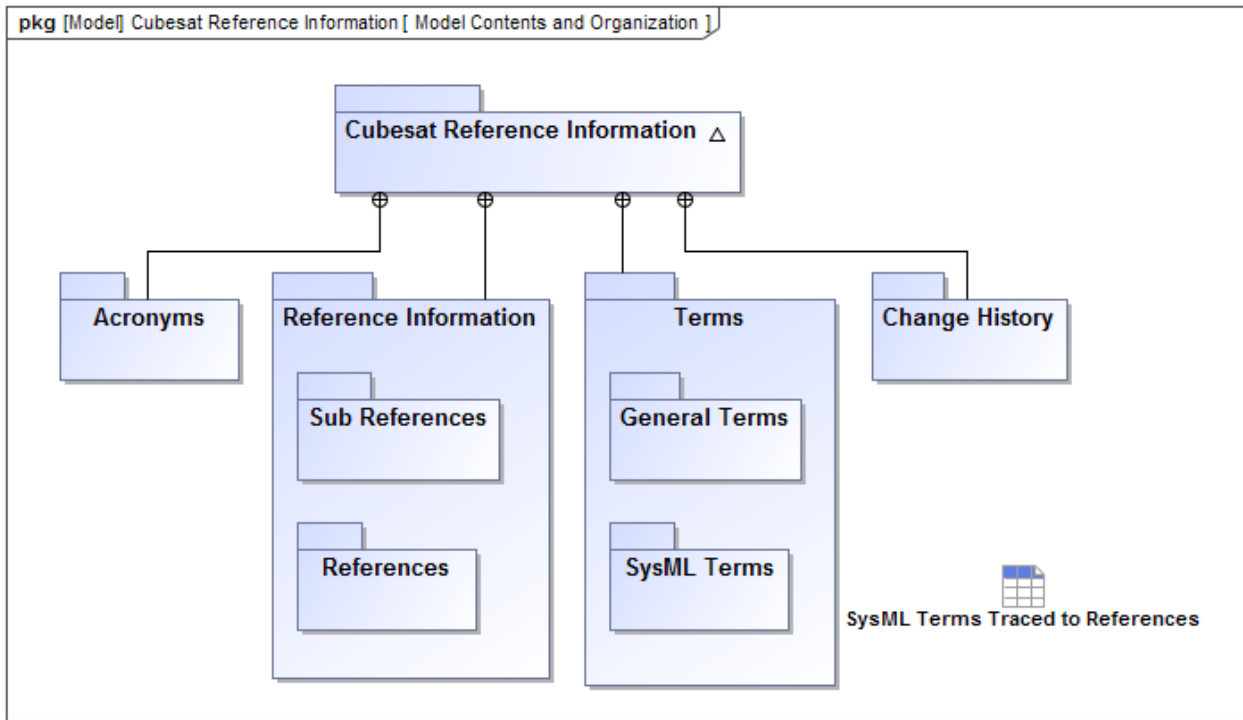 pkg [Model] Cubesat Reference Information [ Model Contents and Organization ]
Cubesat Reference Information
Acronyms
Reference Information
Terms
Change History
Sub References
General Terms
References
SysML Terms
SysML Terms Traced to References